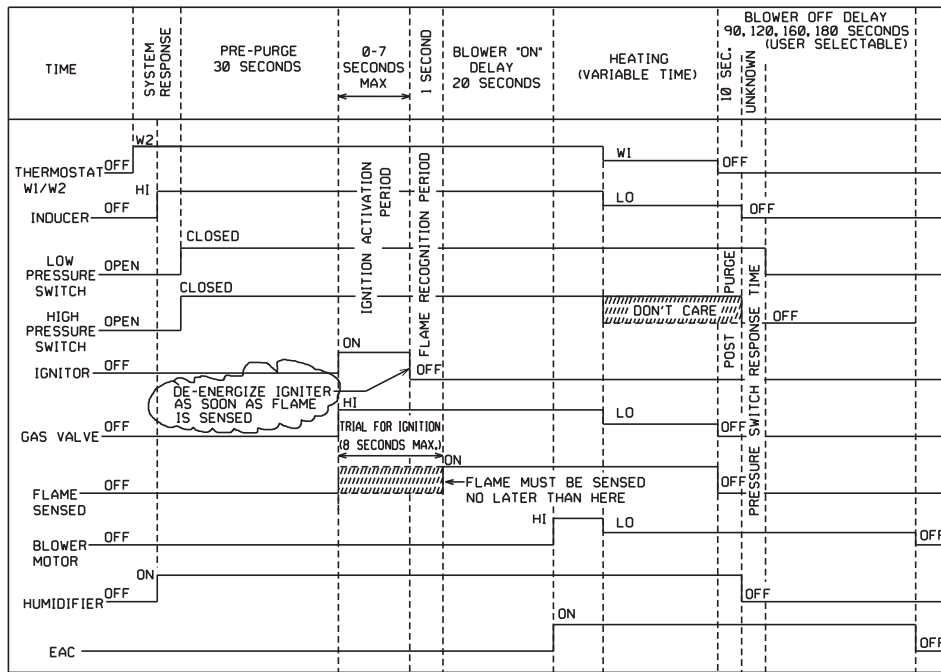 TIME
SYSTEM
RESPONSE
PRE-PURGE
30 SECONDS
0-7
SECONDS
MAX
1 SECOND
BLOWER "ON"
DELAY
20 SECONDS
HEATING
(VARIABLE TIME)
10 SEC.
UNKNOWN
BLOWER OFF DELAY
90,120,160,180 SECONDS
(USER SELECTABLE)
THERMOSTAT
W1/W2
OFF
W2
W1
OFF
INDUCER
OFF
HI
LO
OFF
IGNITION ACTIVATION
PERIOD
FLAME RECOGNITION PERIOD
LOW
PRESSURE
SWITCH
OPEN
CLOSED
HIGH
PRESSURE
SWITCH
OPEN
CLOSED
DON'T CARE
OFF
POST PURGE
PRESSURE SWITCH RESPONSE TIME
IGNITOR
OFF
ON
OFF
DE-ENERGIZE IGNITER
AS SOON AS FLAME
IS SENSED
GAS VALVE
OFF
HI
LO
OFF
TRIAL FOR IGNITION
(8 SECONDS MAX.)
FLAME
SENSED
OFF
ON
OFF
FLAME MUST BE SENSED
NO LATER THAN HERE
BLOWER
MOTOR
OFF
HI
LO
OFF
HUMIDIFIER
OFF
ON
OFF
EAC
ON
OFF